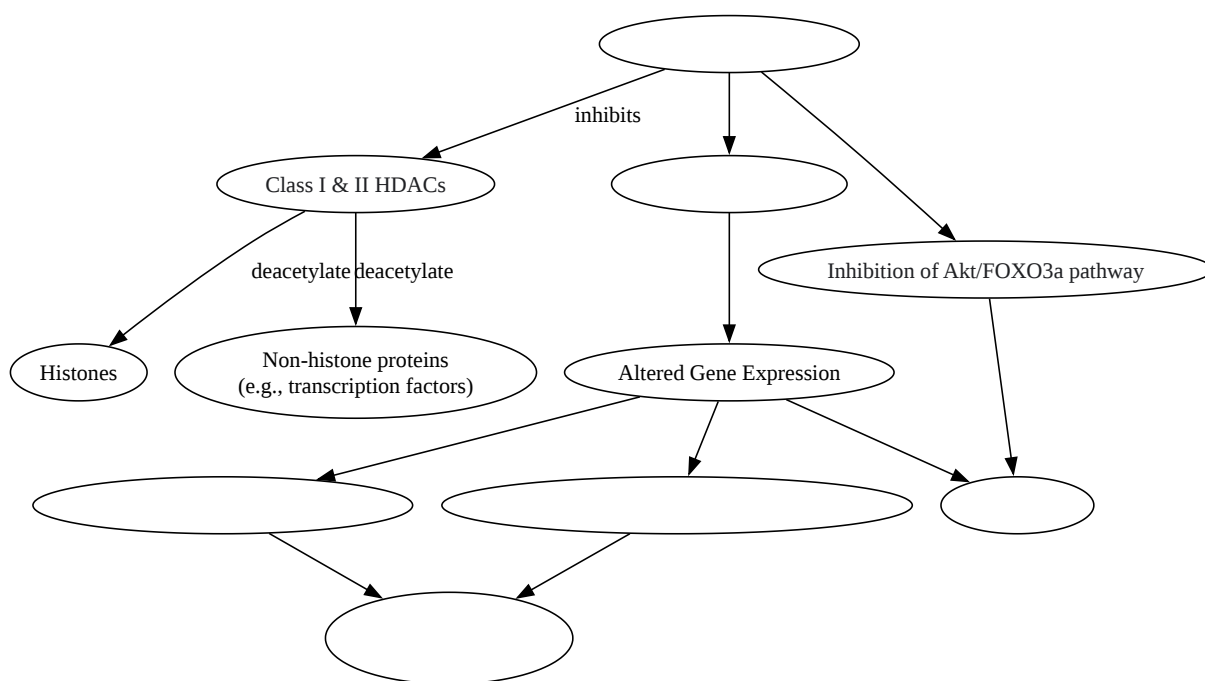 inhibits
Class I & II HDACs
deacetylate
deacetylate
Inhibition of Akt/FOXO3a pathway
Histones
Non-histone proteins
(e.g., transcription factors)
Altered Gene Expression